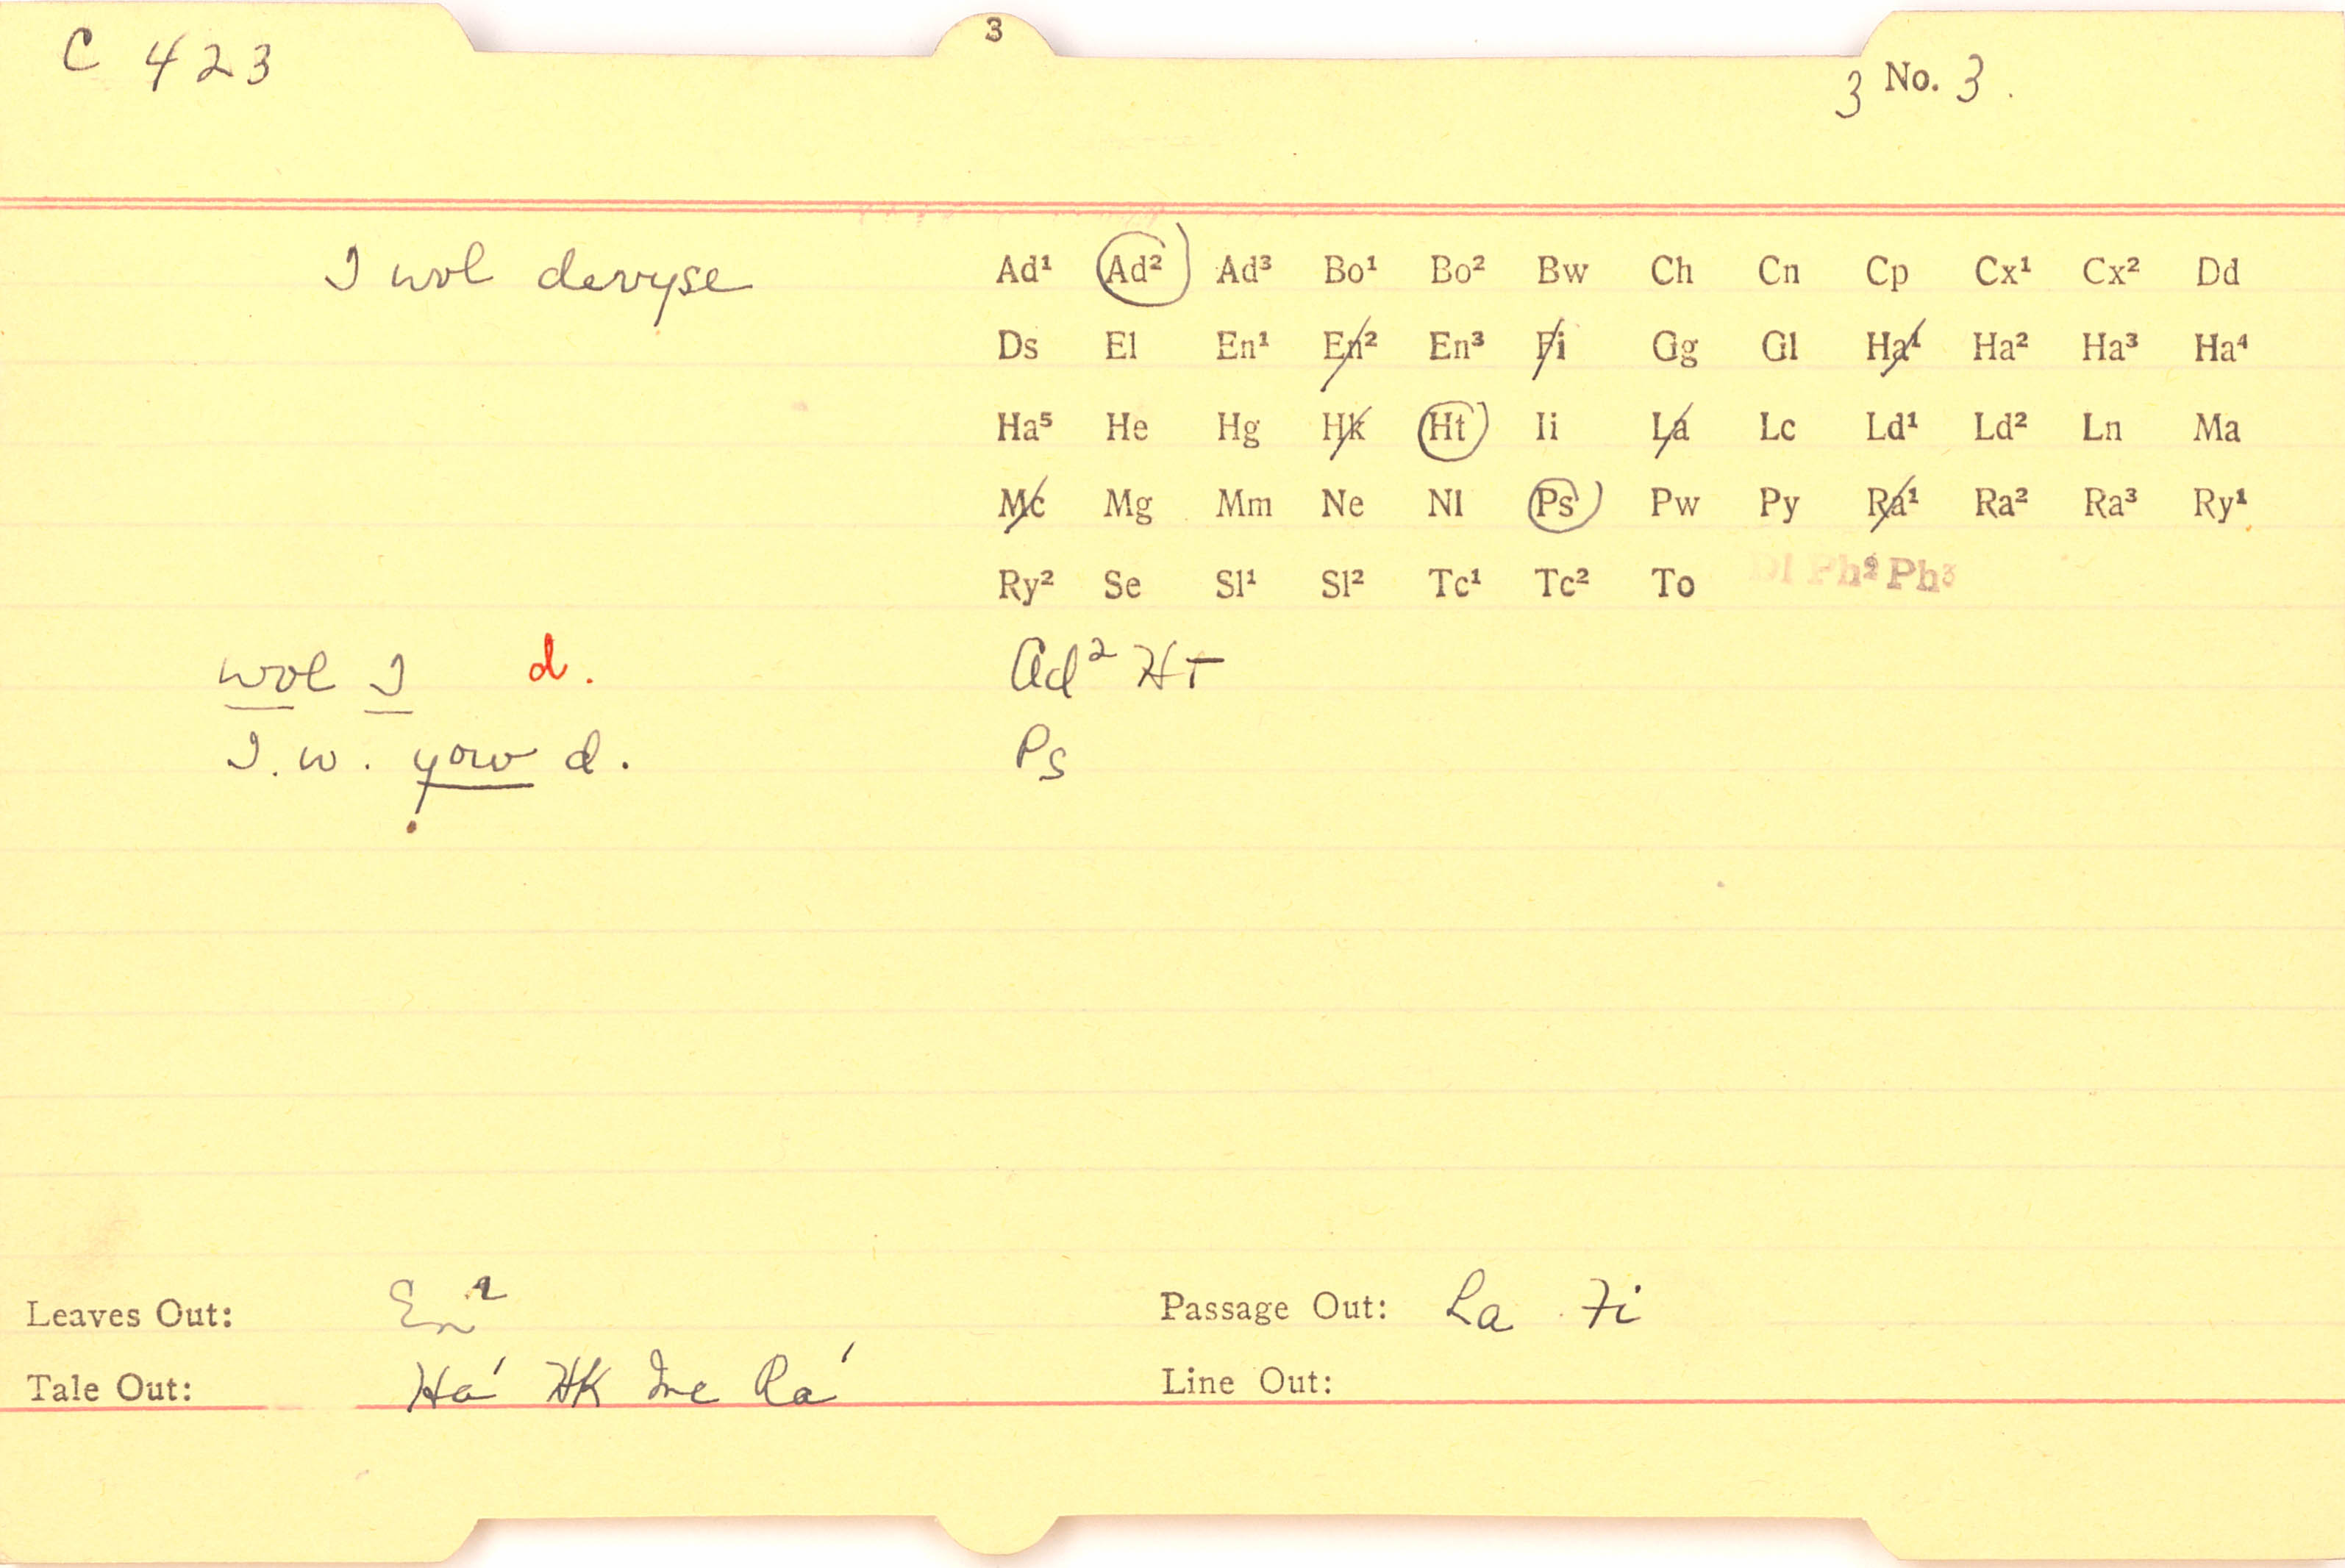 C 423
3
3 No. 3.
I wol devyse
Ad¹ Ad² Ad³ Bo¹ Bo² Bw Ch Cn Cp Cx¹ Cx² Dd
Ds El En¹ En² En³ Fi Gg Gl Ha¹ Ha² Ha³ Ha⁴
Ha⁵ He Hg Hk Ht Ii La Lc Ld¹ Ld² Ln Ma
Mc Mg Mm Ne Nl Ps Pw Py Ra¹ Ra² Ra³ Ry¹
Ry² Se Sl¹ Sl² Tc¹ Tc² To Dl Ph² Ph³
wol I d. Ad² Ht
I. w. yow d. Ps
Leaves Out: En² Passage Out: La Fi
Tale Out: Ha¹ Hk Mc Ra¹ Line Out: